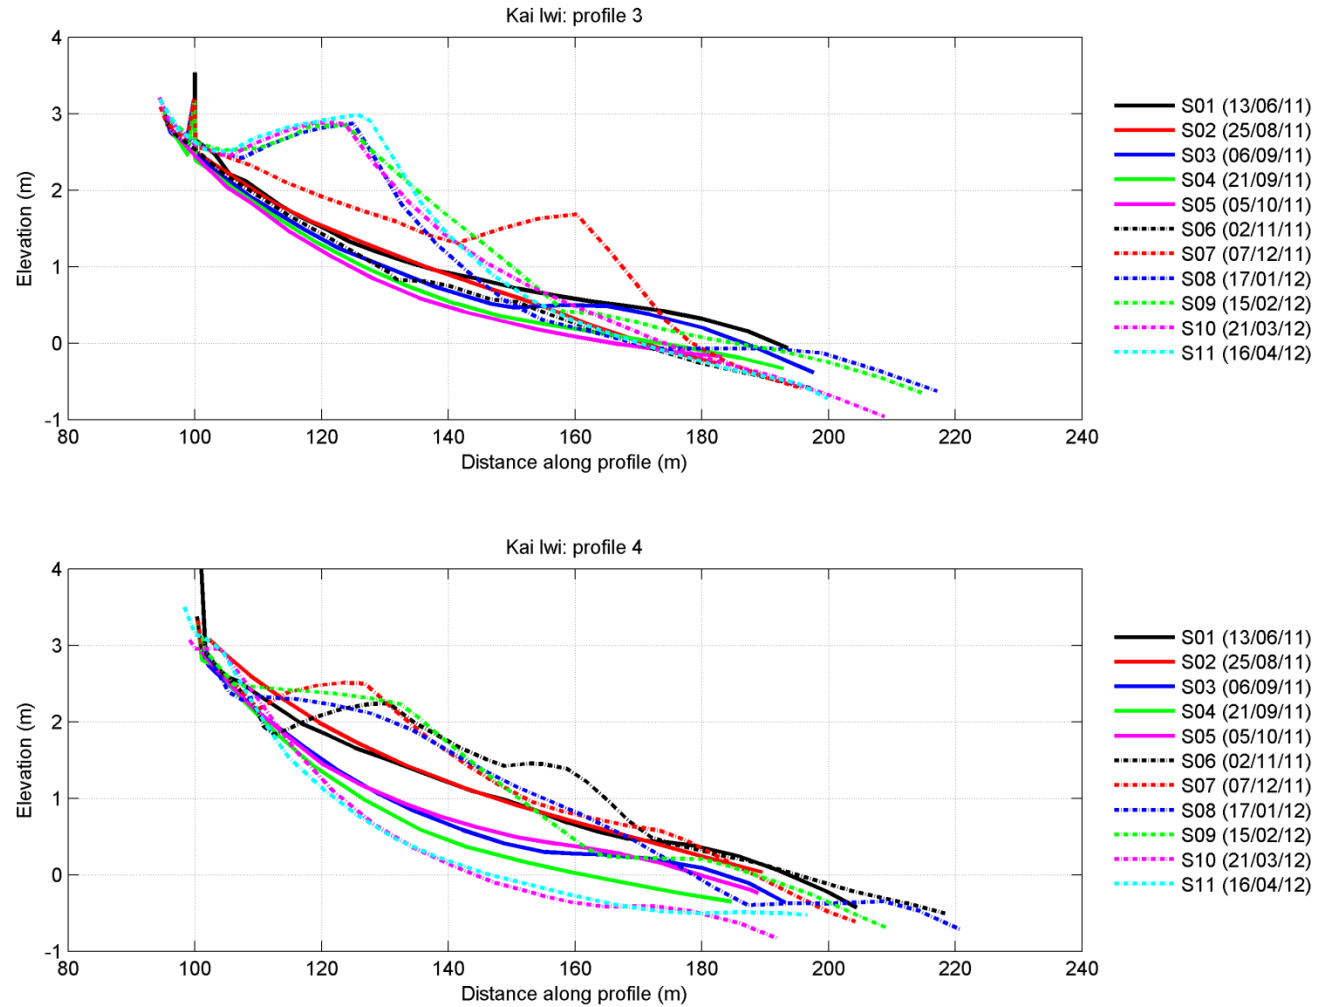 Kai Iwi: profile 3
4
3
2
1
0
-1
Elevation (m)
80 100 120 140 160 180 200 220 240
Distance along profile (m)
S01 (13/06/11)
S02 (25/08/11)
S03 (06/09/11)
S04 (21/09/11)
S05 (05/10/11)
S06 (02/11/11)
S07 (07/12/11)
S08 (17/01/12)
S09 (15/02/12)
S10 (21/03/12)
S11 (16/04/12)
Kai Iwi: profile 4
4
3
2
1
0
-1
Elevation (m)
80 100 120 140 160 180 200 220 240
Distance along profile (m)
S01 (13/06/11)
S02 (25/08/11)
S03 (06/09/11)
S04 (21/09/11)
S05 (05/10/11)
S06 (02/11/11)
S07 (07/12/11)
S08 (17/01/12)
S09 (15/02/12)
S10 (21/03/12)
S11 (16/04/12)